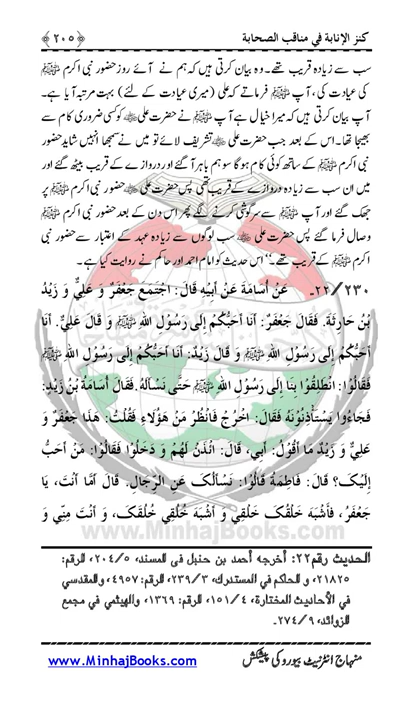 کنز الإنابة في مناقب الصحابة ﴿۲۰۵﴾
سب سے زیادہ قریب تھے۔ وہ بیان کرتی ہیں کہ ہم نے آئے روز حضور نبی اکرم ﷺ
کی عیادت کی، آپ ﷺ فرماتے کہ علی (میری عیادت کے لئے) بہت مرتبہ آیا ہے۔
آپ بیان کرتی ہیں کہ میرا خیال ہے آپ ﷺ نے حضرت علی ﷺ کو کسی ضروری کام سے
بھیجا تھا۔ اس کے بعد جب حضرت علی ﷺ تشریف لائے تو میں نے سمجھا انہیں شاید حضور
نبی اکرم ﷺ کے ساتھ کوئی کام ہو گا سو ہم باہر آ گئے اور دروازے کے قریب بیٹھ گئے اور
میں ان سب سے زیادہ دروازے کے قریب تھی پس حضرت علی ﷺ حضور نبی اکرم ﷺ پر
جھک گئے اور آپ ﷺ سے سرگوشی کرنے لگے پھر اس دن کے بعد حضور نبی اکرم ﷺ
وصال فرما گئے پس حضرت علی ﷺ سب لوگوں سے زیادہ عہد کے اعتبار سے حضور نبی
اکرم ﷺ کے قریب تھے۔‘‘ اس حدیث کو امام احمد اور حاکم نے روایت کیا ہے۔
۲۳۰/۲۲۔ عَنْ أُسَامَةَ عَنْ أَبِيهِ قَالَ: اجْتَمَعَ جَعْفَرٌ وَ عَلِيٌّ وَ زَيْدُ
بْنُ حَارِثَةَ. فَقَالَ جَعْفَرٌ: أَنَا أَحَبُّكُمْ إِلَى رَسُوْلِ اللهِ ﷺ وَ قَالَ عَلِيٌّ: أَنَا
أَحَبُّكُمْ إِلَى رَسُوْلِ اللهِ ﷺ وَ قَالَ زَيْدٌ: أَنَا أَحَبُّكُمْ إِلَى رَسُوْلِ اللهِ ﷺ
فَقَالُوْا: انْطَلِقُوْا بِنَا إِلَى رَسُوْلِ اللهِ ﷺ حَتَّى نَسْأَلَهُ. فَقَالَ أُسَامَةُ بْنُ زَيْدٍ:
فَجَاءُوْا يَسْتَأْذِنُوْنَهُ فَقَالَ: اخْرُجْ فَانْظُرْ مَنْ هَؤُلَاءِ فَقُلْتُ: هَذَا جَعْفَرٌ وَ
عَلِيٌّ وَ زَيْدٌ مَا أَقُوْلُ: أَبِي، قَالَ: ائْذَنْ لَهُمْ وَ دَخَلُوْا فَقَالُوْا: مَنْ أَحَبُّ
إِلَيْكَ؟ قَالَ: فَاطِمَةُ قَالُوْا: نَسْأَلُكَ عَنِ الرِّجَالِ. قَالَ أَمَّا أَنْتَ، يَا
جَعْفَرُ، فَأَشْبَهَ خَلْقُكَ خَلْقِي وَ أَشْبَهَ خُلُقِي خُلُقَكَ، وَ أَنْتَ مِنِّي وَ
الحديث رقم ۲۲: أخرجه أحمد بن حنبل فی المسند، ۵/ ۲۰۴، الرقم:
۲۱۸۲۵، و الحاکم في المستدرک، ۳/ ۲۳۹، الرقم: ۴۹۵۷، والمقدسي
في الأحاديث المختارة، ۴/ ۱۵۱، الرقم: ۱۳۶۹، والهيثمي في مجمع
الزوائد، ۹/ ۲۷۴۔
منہاج انٹرنیٹ بیورو کی پیشکش www.MinhajBooks.com
www.MinhajBooks.com